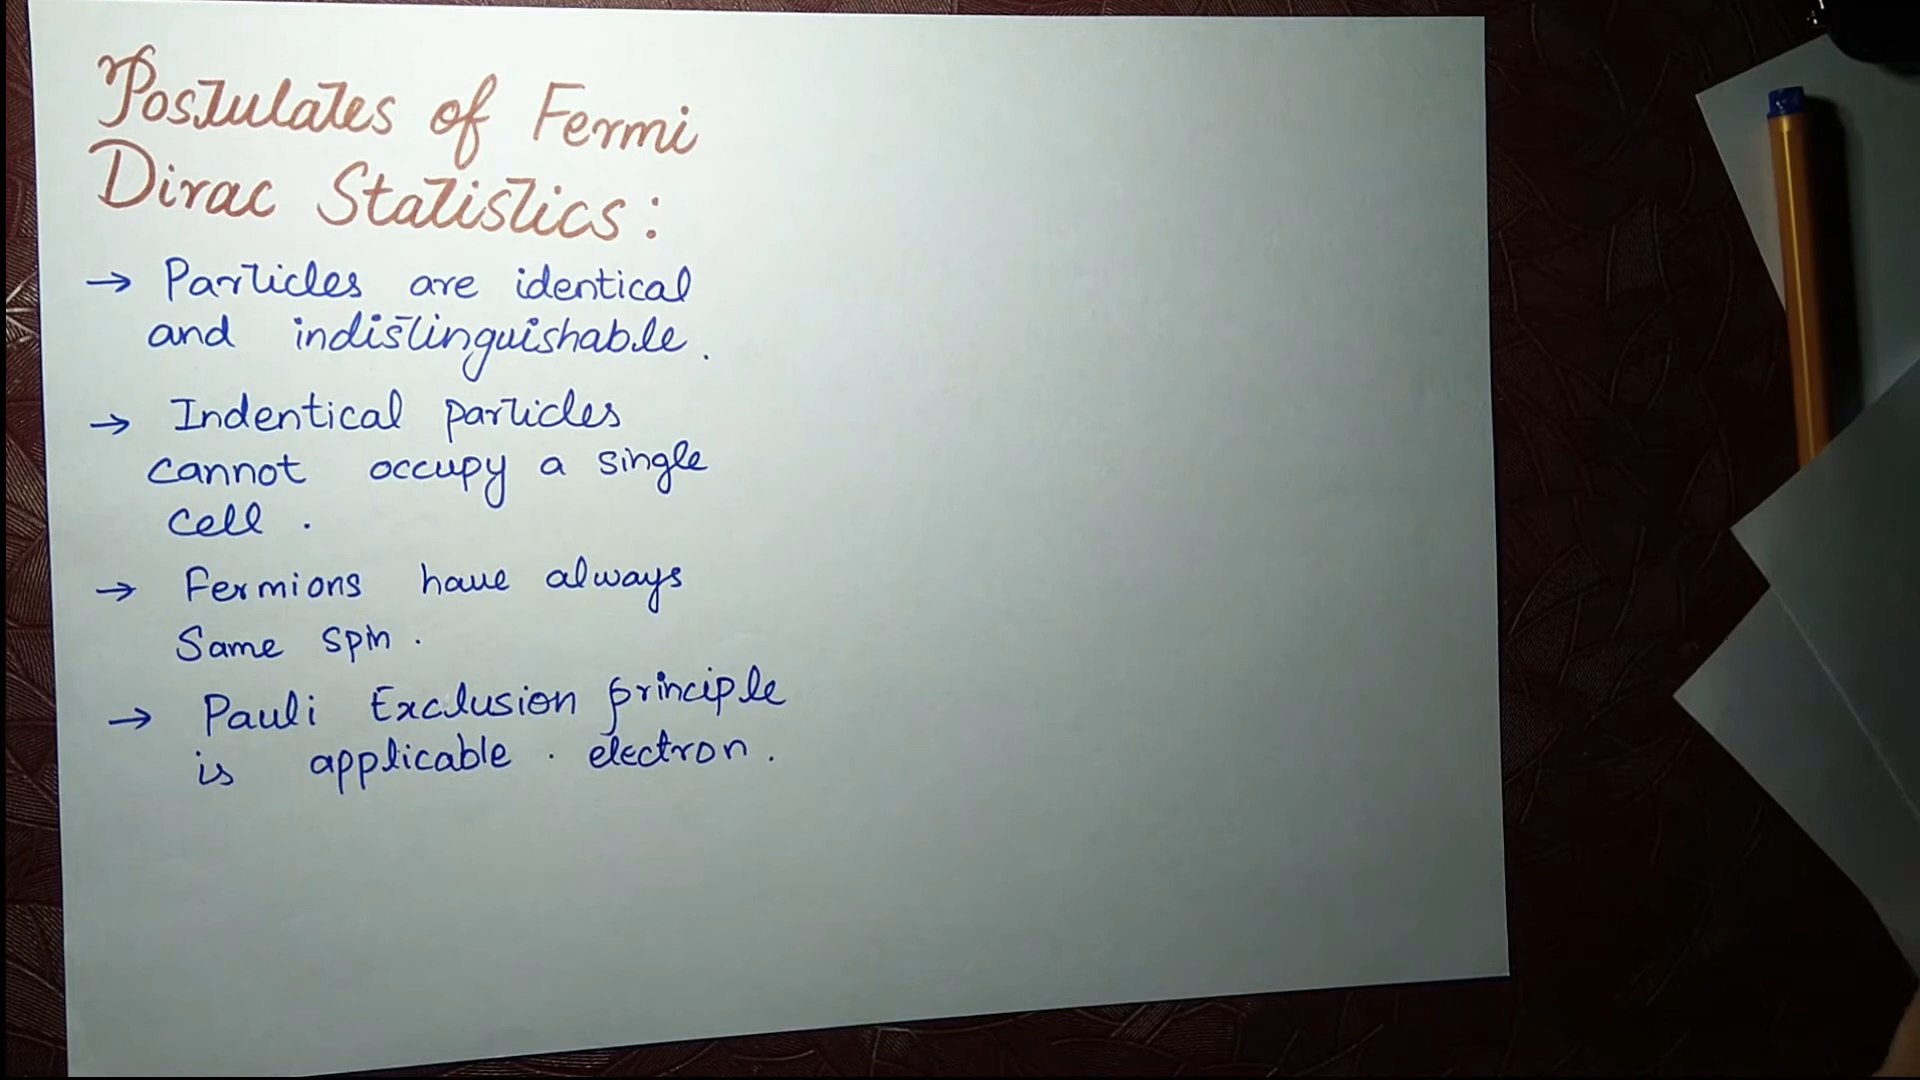 Postulates of Fermi
Dirac Statistics :
→ Particles are identical
and indistinguishable .
→ Indentical particles
cannot occupy a single
cell .
→ Fermions have always
Same spin .
→ Pauli Exclusion principle
is applicable . electron .